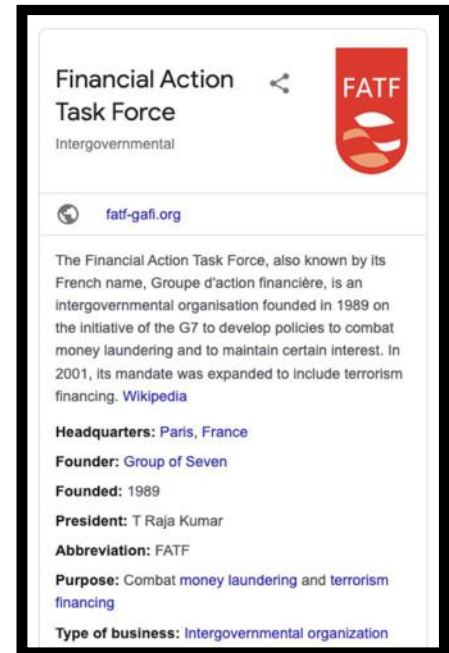 Financial Action
Task Force
FATF
Intergovernmental
fatf-gafi.org
The Financial Action Task Force, also known by its
French name, Groupe d'action financière, is an
intergovernmental organisation founded in 1989 on
the initiative of the G7 to develop policies to combat
money laundering and to maintain certain interest. In
2001, its mandate was expanded to include terrorism
financing. Wikipedia
Headquarters: Paris, France
Founder: Group of Seven
Founded: 1989
President: T Raja Kumar
Abbreviation: FATF
Purpose: Combat money laundering and terrorism
financing
Type of business: Intergovernmental organization